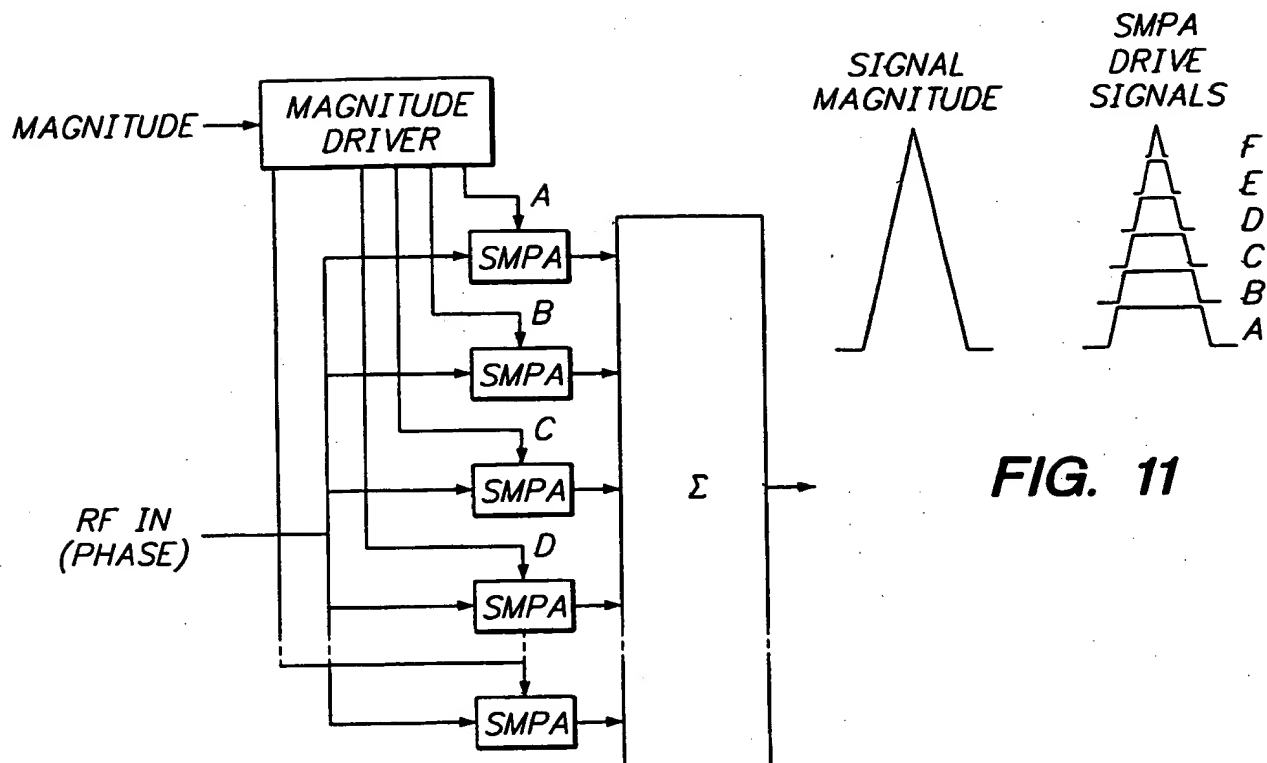 MAGNITUDE
MAGNITUDE
DRIVER
A
SMPA
B
SMPA
C
SMPA
RF IN
(PHASE)
D
SMPA
SMPA
Σ
SIGNAL
MAGNITUDE
SMPA
DRIVE
SIGNALS
F
E
D
C
B
A
FIG. 11